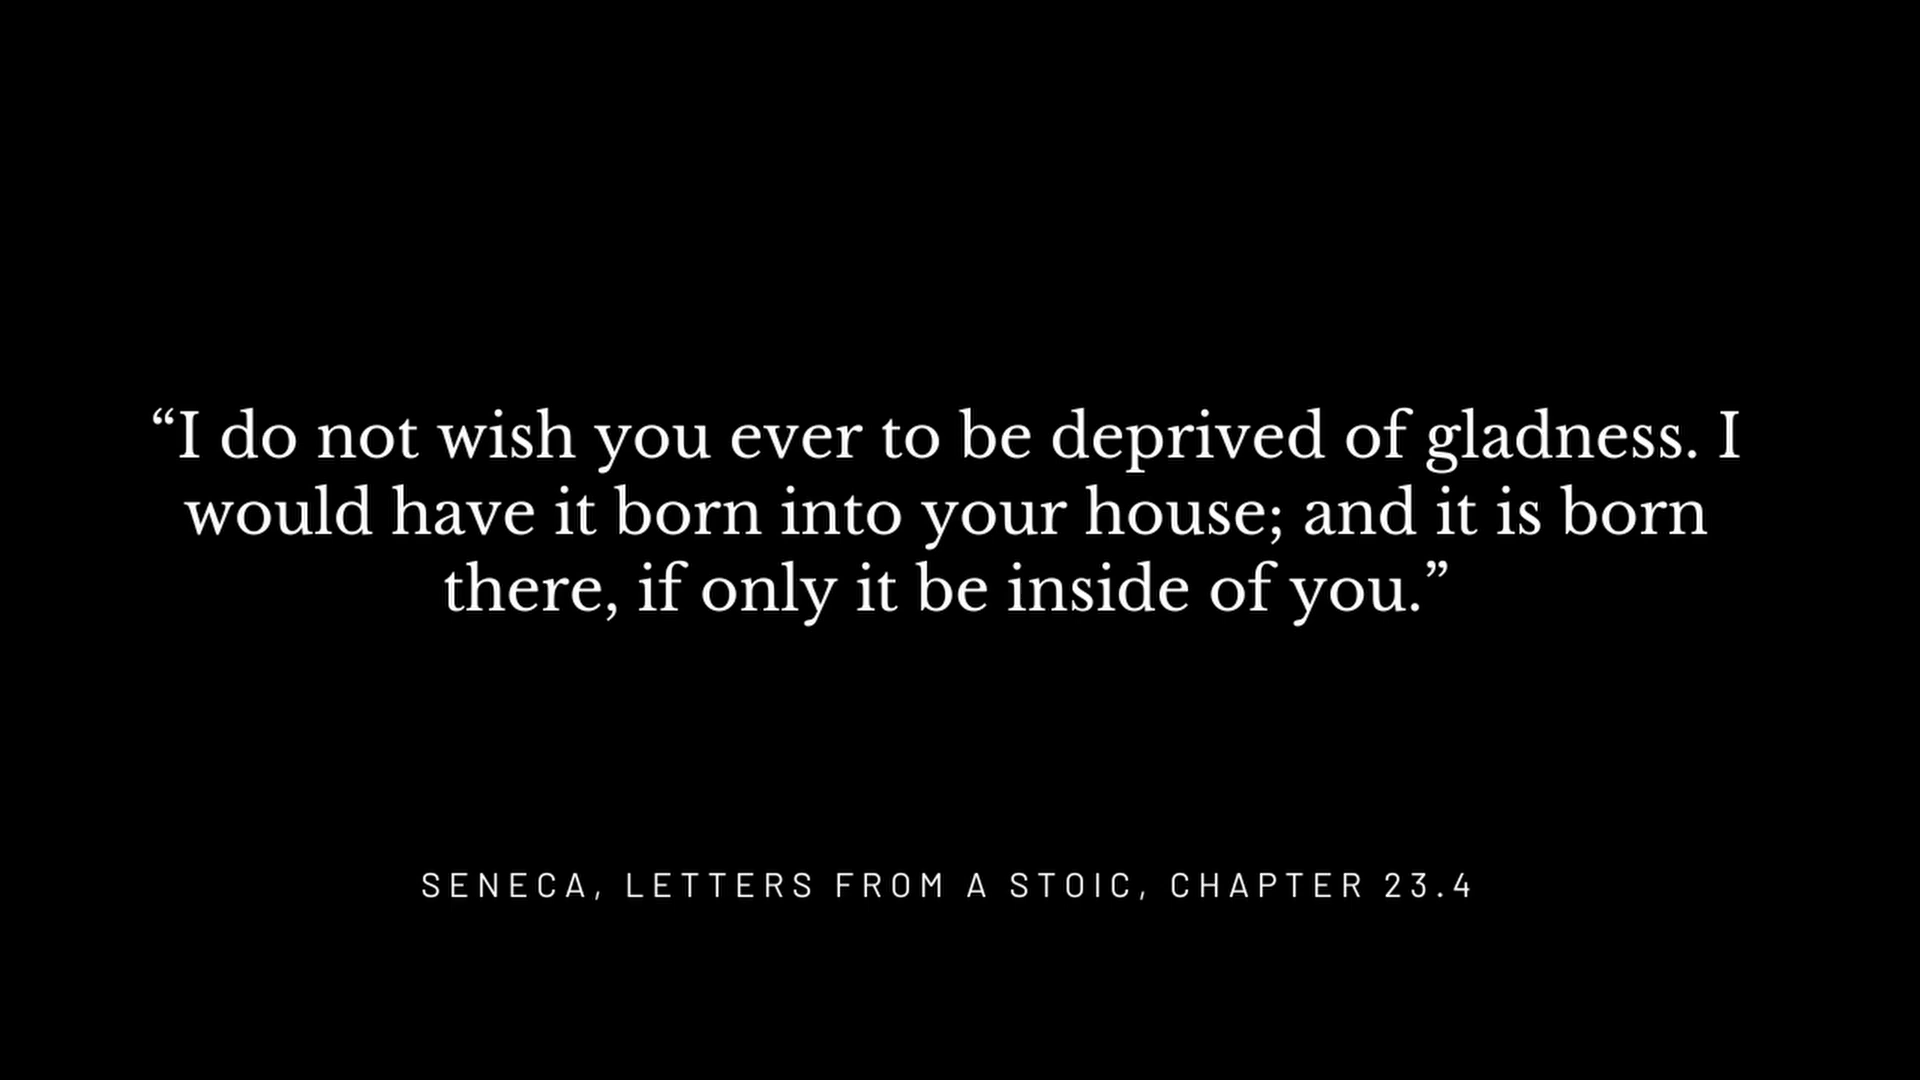 “I do not wish you ever to be deprived of gladness. I
would have it born into your house; and it is born
there, if only it be inside of you.”
SENECA, LETTERS FROM A STOIC, CHAPTER 23.4